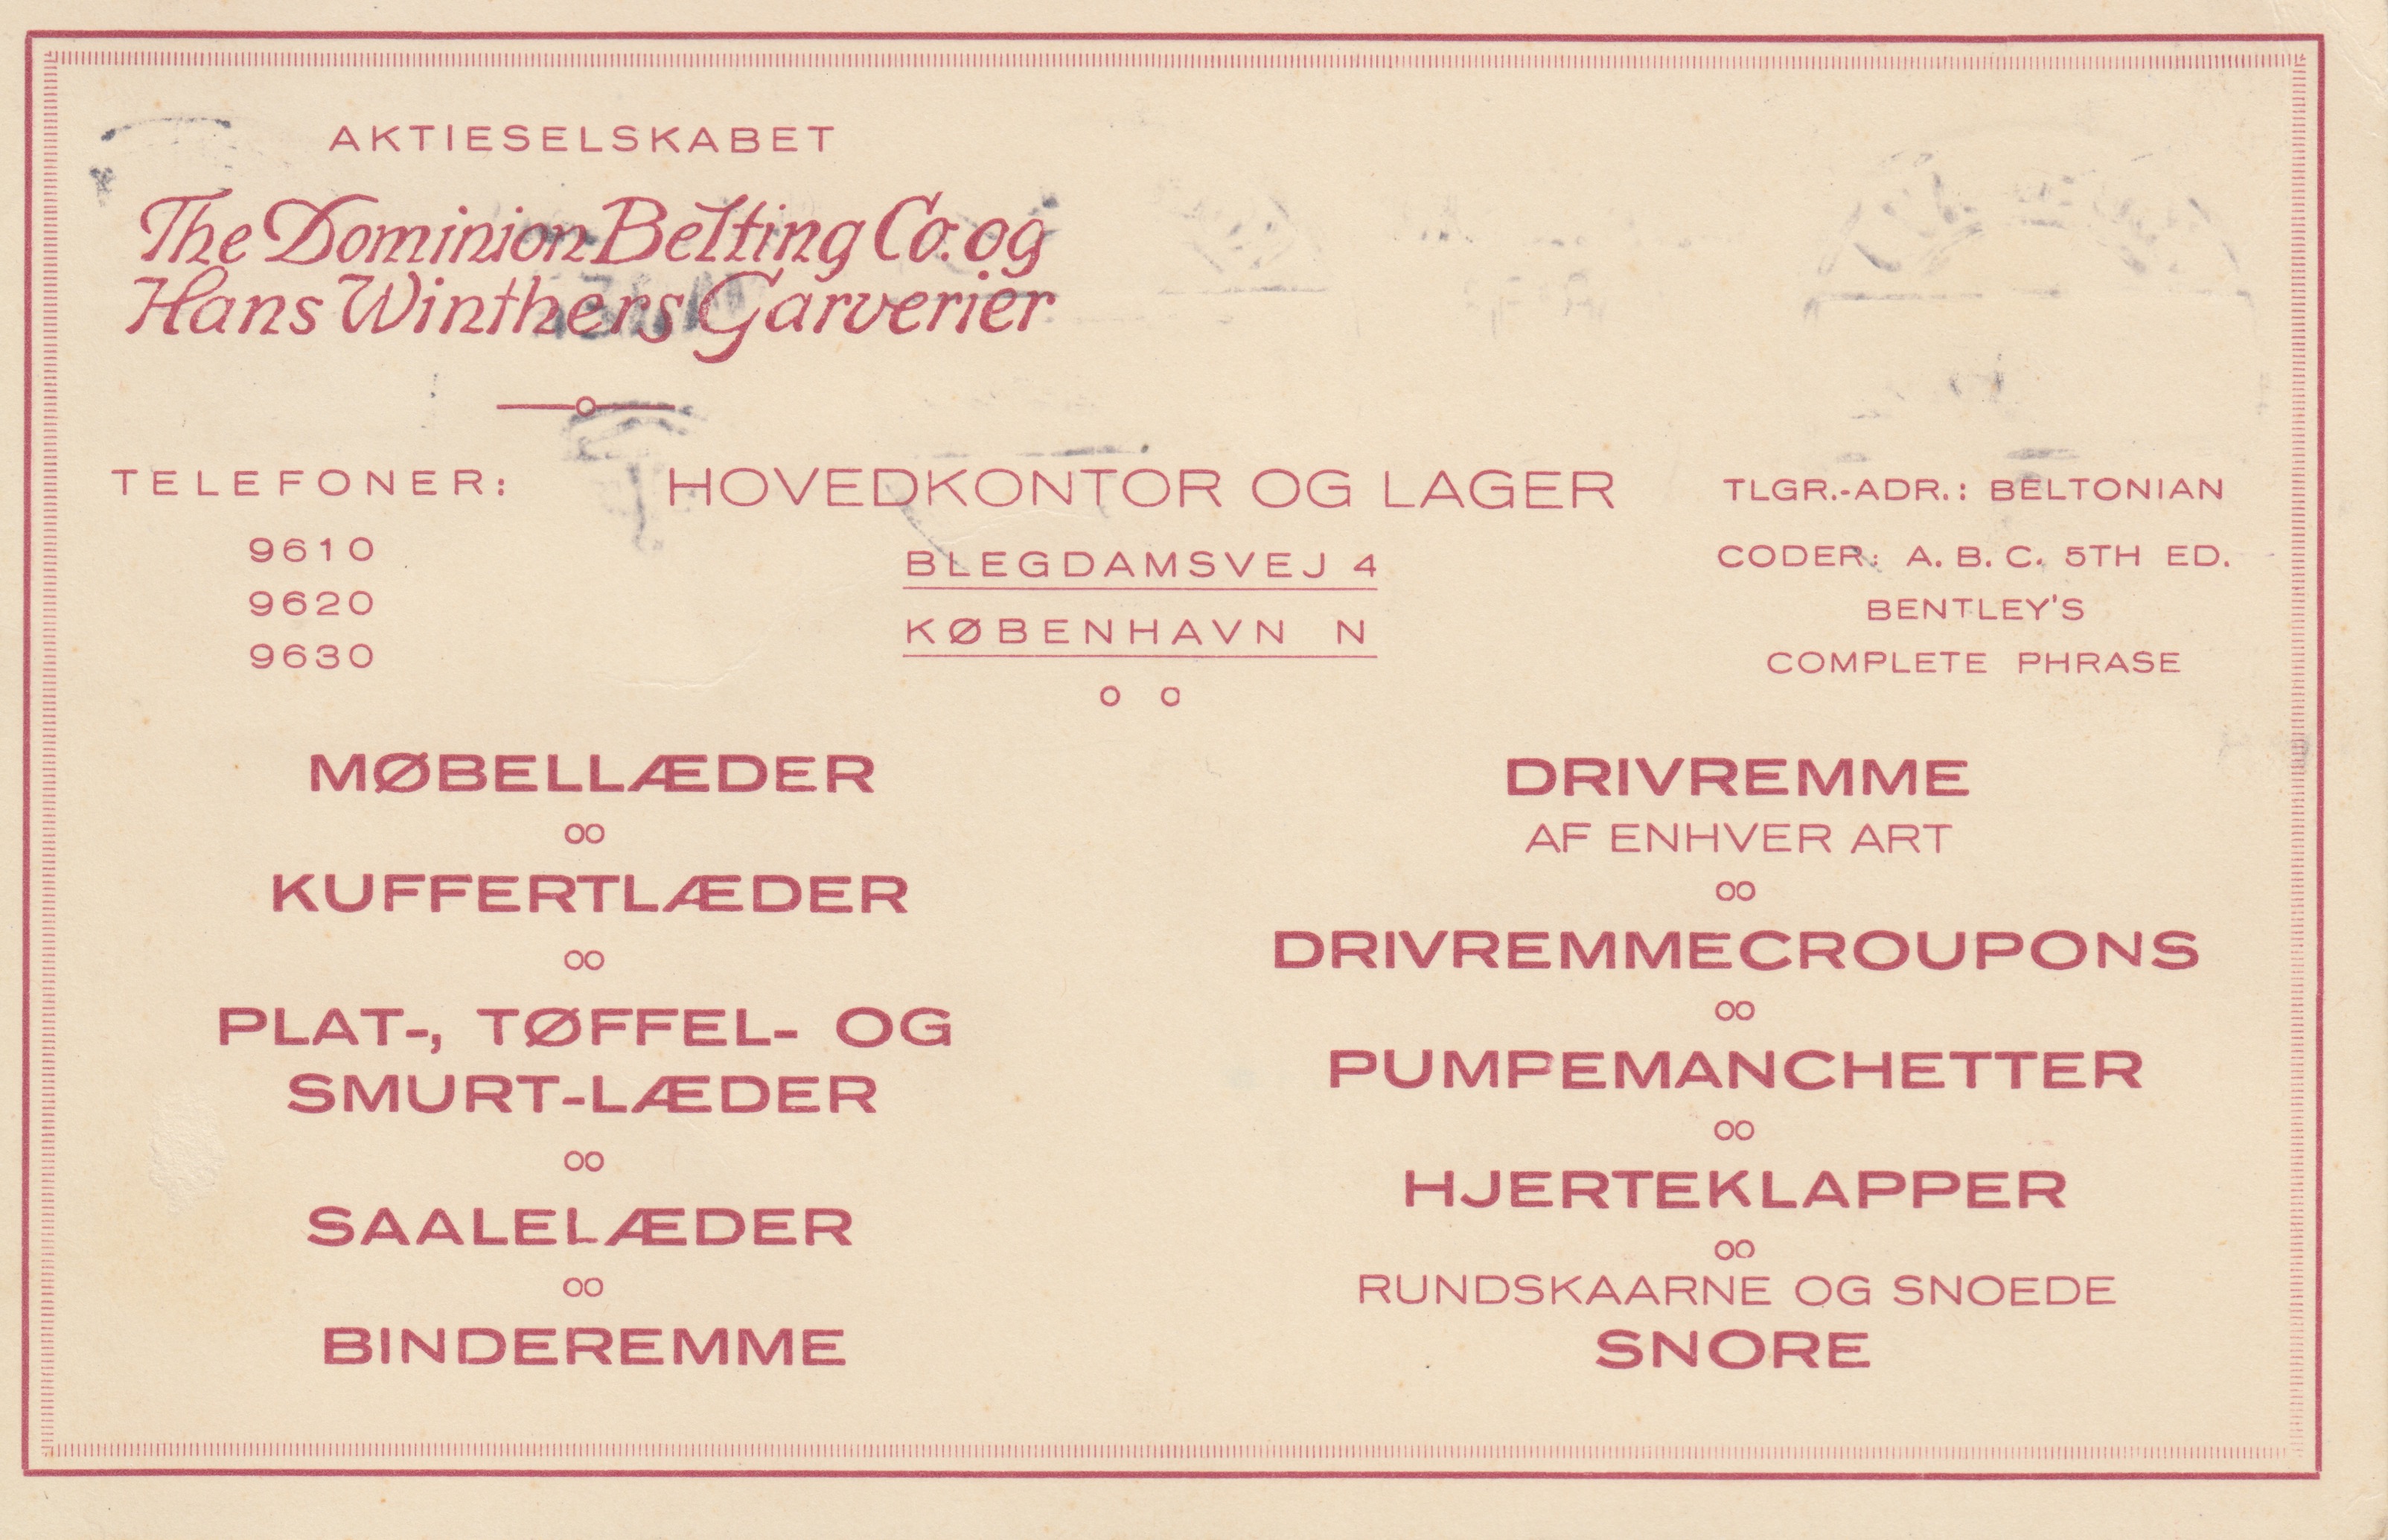 AKTIESELSKABET
The Dominion Belting Co. og
Hans Winthers Garverier
TELEFONER:
9610
9620
9630
HOVEDKONTOR OG LAGER
BLEGDAMSVEJ 4
KØBENHAVN N
TLGR.-ADR.: BELTONIAN
CODER: A. B. C. 5TH ED.
BENTLEY'S
COMPLETE PHRASE
MØBELLÆDER
KUFFERTLÆDER
PLAT-, TØFFEL- OG
SMURT-LÆDER
SAALELÆDER
BINDEREMME
DRIVREMME
AF ENHVER ART
DRIVREMMECROUPONS
PUMPEMANCHETTER
HJERTEKLAPPER
RUNDSKAARNE OG SNOEDE
SNORE